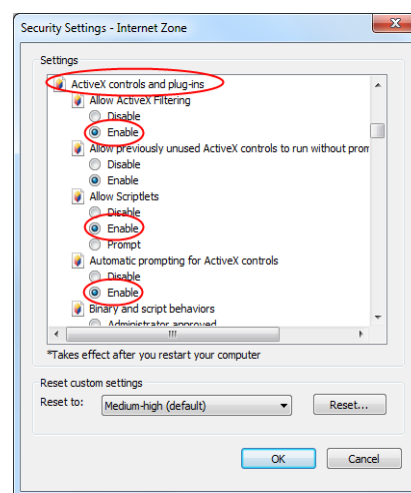 Security Settings - Internet Zone
Settings
ActiveX controls and plug-ins
Allow ActiveX Filtering
Disable
Enable
Allow previously unused ActiveX controls to run without prom
Disable
Enable
Allow Scriptlets
Disable
Enable
Prompt
Automatic prompting for ActiveX controls
Disable
Enable
Binary and script behaviors
Administrator approved
*Takes effect after you restart your computer
Reset custom settings
Reset to:
Medium-high (default)
Reset...
OK
Cancel